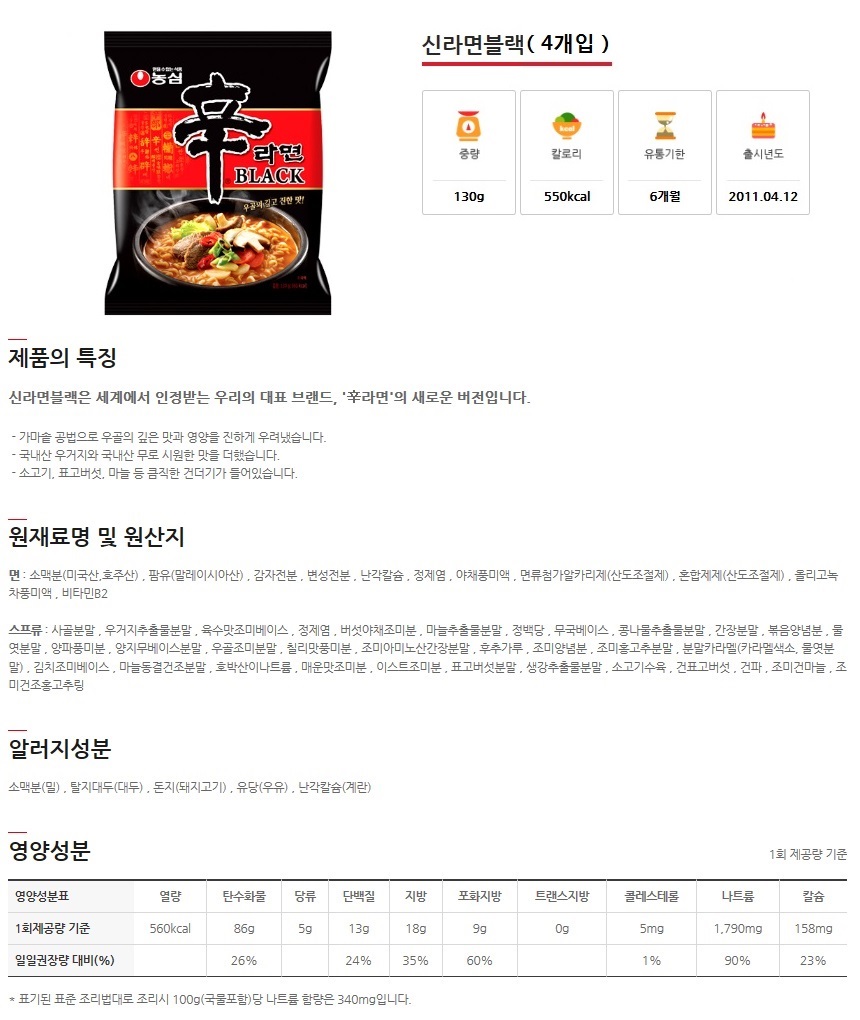 신라면블랙( 4개입 )
믿을 수 있는 식품
농심
辛라면
BLACK
우골의 깊고 진한 맛!
중량
칼로리
유통기한
출시년도
kcal
130g
550kcal
6개월
2011.04.12
제품의 특징
신라면블랙은 세계에서 인정받는 우리의 대표 브랜드, '辛라면'의 새로운 버전입니다.
- 가마솥 공법으로 우골의 깊은 맛과 영양을 진하게 우려냈습니다.
- 국내산 우거지와 국내산 무로 시원한 맛을 더했습니다.
- 소고기, 표고버섯, 마늘 등 큼직한 건더기가 들어있습니다.
원재료명 및 원산지
면 : 소맥분(미국산,호주산) , 팜유(말레이시아산) , 감자전분 , 변성전분 , 난각칼슘 , 정제염 , 야채풍미액 , 면류첨가알카리제(산도조절제) , 혼합제제(산도조절제) , 올리고녹
차풍미액 , 비타민B2
스프류 : 사골분말 , 우거지추출물분말 , 육수맛조미베이스 , 정제염 , 버섯야채조미분 , 마늘추출물분말 , 정백당 , 무국베이스 , 콩나물추출물분말 , 간장분말 , 볶음양념분 , 물
엿분말 , 양파풍미분 , 양지무베이스분말 , 우골조미분말 , 칠리맛풍미분 , 조미아미노산간장분말 , 후추가루 , 조미양념분 , 조미홍고추분말 , 분말카라멜(카라멜색소, 물엿분
말) , 김치조미베이스 , 마늘동결건조분말 , 호박산이나트륨 , 매운맛조미분 , 이스트조미분 , 표고버섯분말 , 생강추출물분말 , 소고기수육 , 건표고버섯 , 건파 , 조미건마늘 , 조
미건조홍고추링
알러지성분
소맥분(밀) , 탈지대두(대두) , 돈지(돼지고기) , 유당(우유) , 난각칼슘(계란)
영양성분
1회 제공량 기준
영양성분표 열량 탄수화물 당류 단백질 지방 포화지방 트랜스지방 콜레스테롤 나트륨 칼슘
1회제공량 기준 560kcal 86g 5g 13g 18g 9g 0g 5mg 1,790mg 158mg
일일권장량 대비(%) 26% 24% 35% 60% 1% 90% 23%
* 표기된 표준 조리법대로 조리시 100g(국물포함)당 나트륨 함량은 340mg입니다.